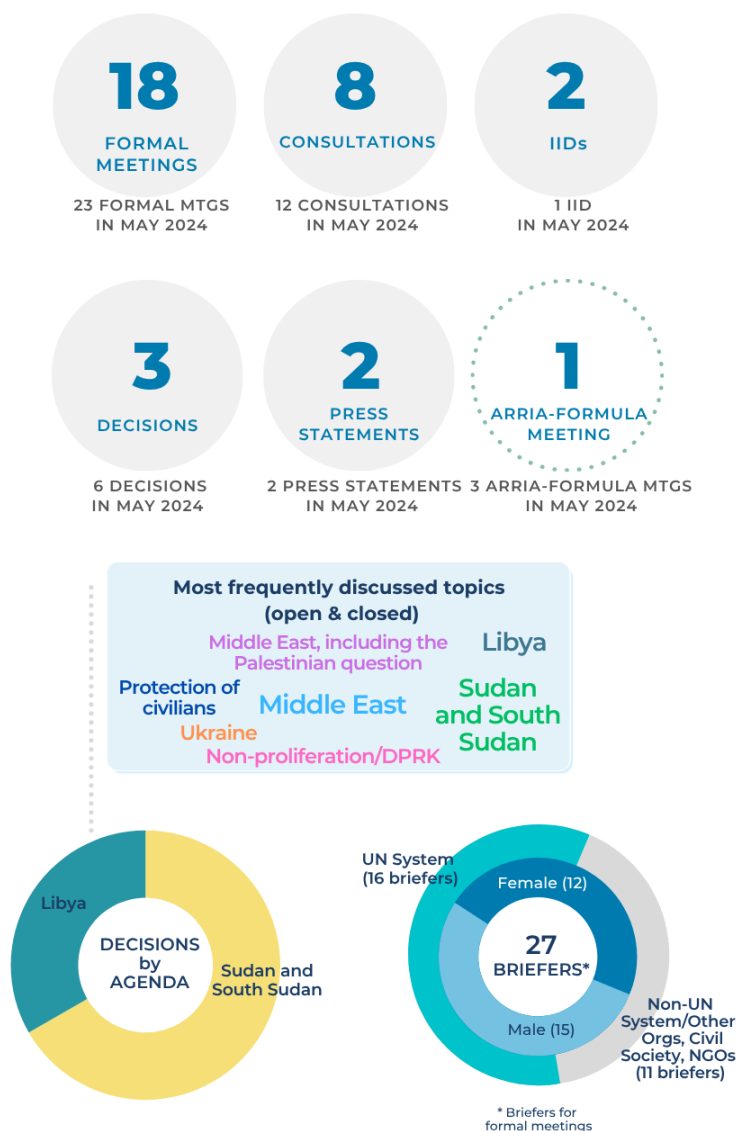 18
FORMAL
MEETINGS
23 FORMAL MTGS
IN MAY 2024
8
CONSULTATIONS
12 CONSULTATIONS
IN MAY 2024
2
IIDs
1 IID
IN MAY 2024
3
DECISIONS
6 DECISIONS
IN MAY 2024
2
PRESS
STATEMENTS
2 PRESS STATEMENTS
IN MAY 2024
1
ARRIA-FORMULA
MEETING
3 ARRIA-FORMULA MTGS
IN MAY 2024
Most frequently discussed topics
(open & closed)
Middle East, including the
Palestinian question
Libya
Protection of
civilians
Middle East
Sudan
and South
Sudan
Ukraine
Non-proliferation/DPRK
Libya
DECISIONS
by
AGENDA
Sudan and
South Sudan
UN System
(16 briefers)
Female (12)
27
BRIEFERS*
Male (15)
Non-UN
System/Other
Orgs, Civil
Society, NGOs
(11 briefers)
* Briefers for
formal meetings